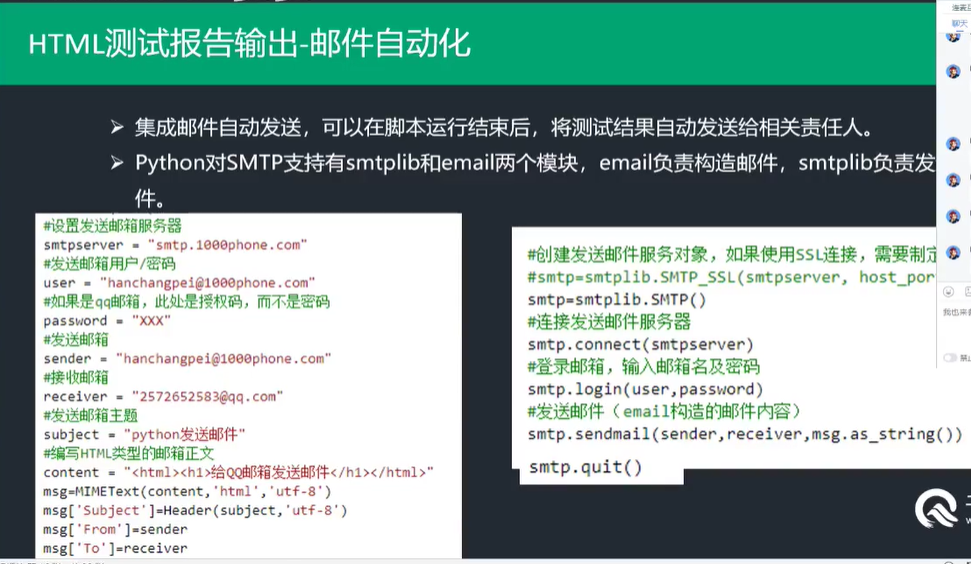 HTML测试报告输出-邮件自动化
➢ 集成邮件自动发送，可以在脚本运行结束后，将测试结果自动发送给相关责任人。
➢ Python对SMTP支持有smtplib和email两个模块，email负责构造邮件，smtplib负责发
件。
#设置发送邮箱服务器
smtpserver = "smtp.1000phone.com"
#发送邮箱用户/密码
user = "hanchangpei@1000phone.com"
#如果是qq邮箱，此处是授权码，而不是密码
password = "XXX"
#发送邮箱
sender = "hanchangpei@1000phone.com"
#接收邮箱
receiver = "2572652583@qq.com"
#发送邮箱主题
subject = "python发送邮件"
#编写HTML类型的邮箱正文
content = "<html><h1>给QQ邮箱发送邮件</h1></html>"
msg=MIMEText(content,'html','utf-8')
msg['Subject']=Header(subject,'utf-8')
msg['From']=sender
msg['To']=receiver
#创建发送邮件服务对象，如果使用SSL连接，需要制定
#smtp=smtplib.SMTP_SSL(smtpserver, host_por
smtp=smtplib.SMTP()
#连接发送邮件服务器
smtp.connect(smtpserver)
#登录邮箱，输入邮箱名及密码
smtp.login(user,password)
#发送邮件（email构造的邮件内容）
smtp.sendmail(sender,receiver,msg.as_string())
smtp.quit()
聊天
我也来